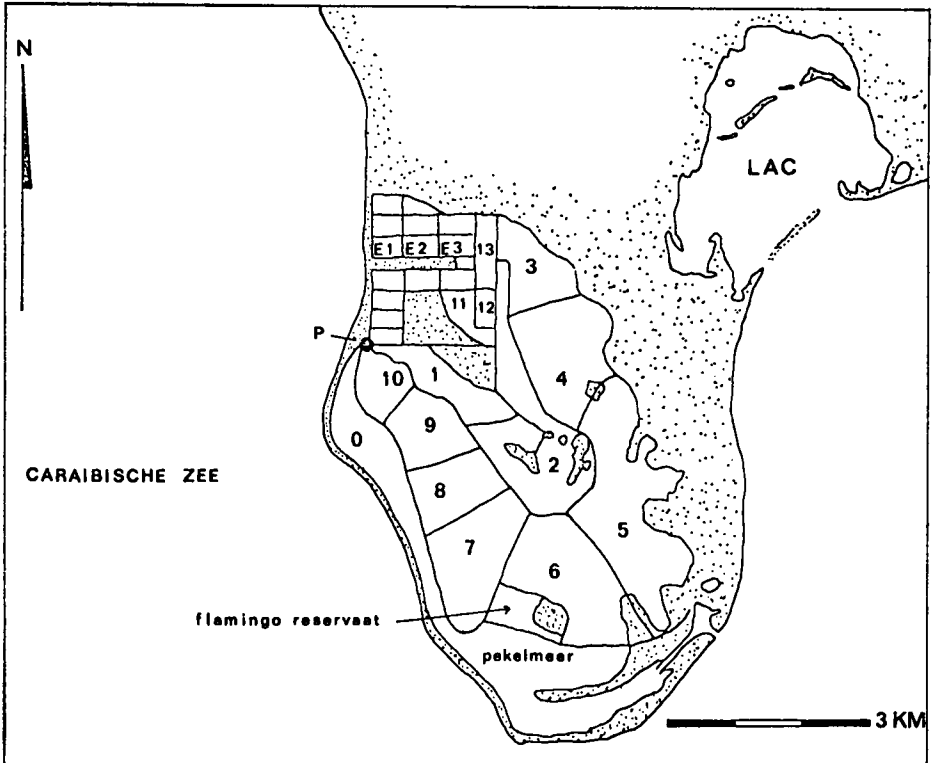 N
LAC
E1 E2 E3 13
3
11 12
P
4
10 1
9
0
2
CARAIBISCHE ZEE
8
5
7
6
flamingo reservaat
pekelmeer
3 KM